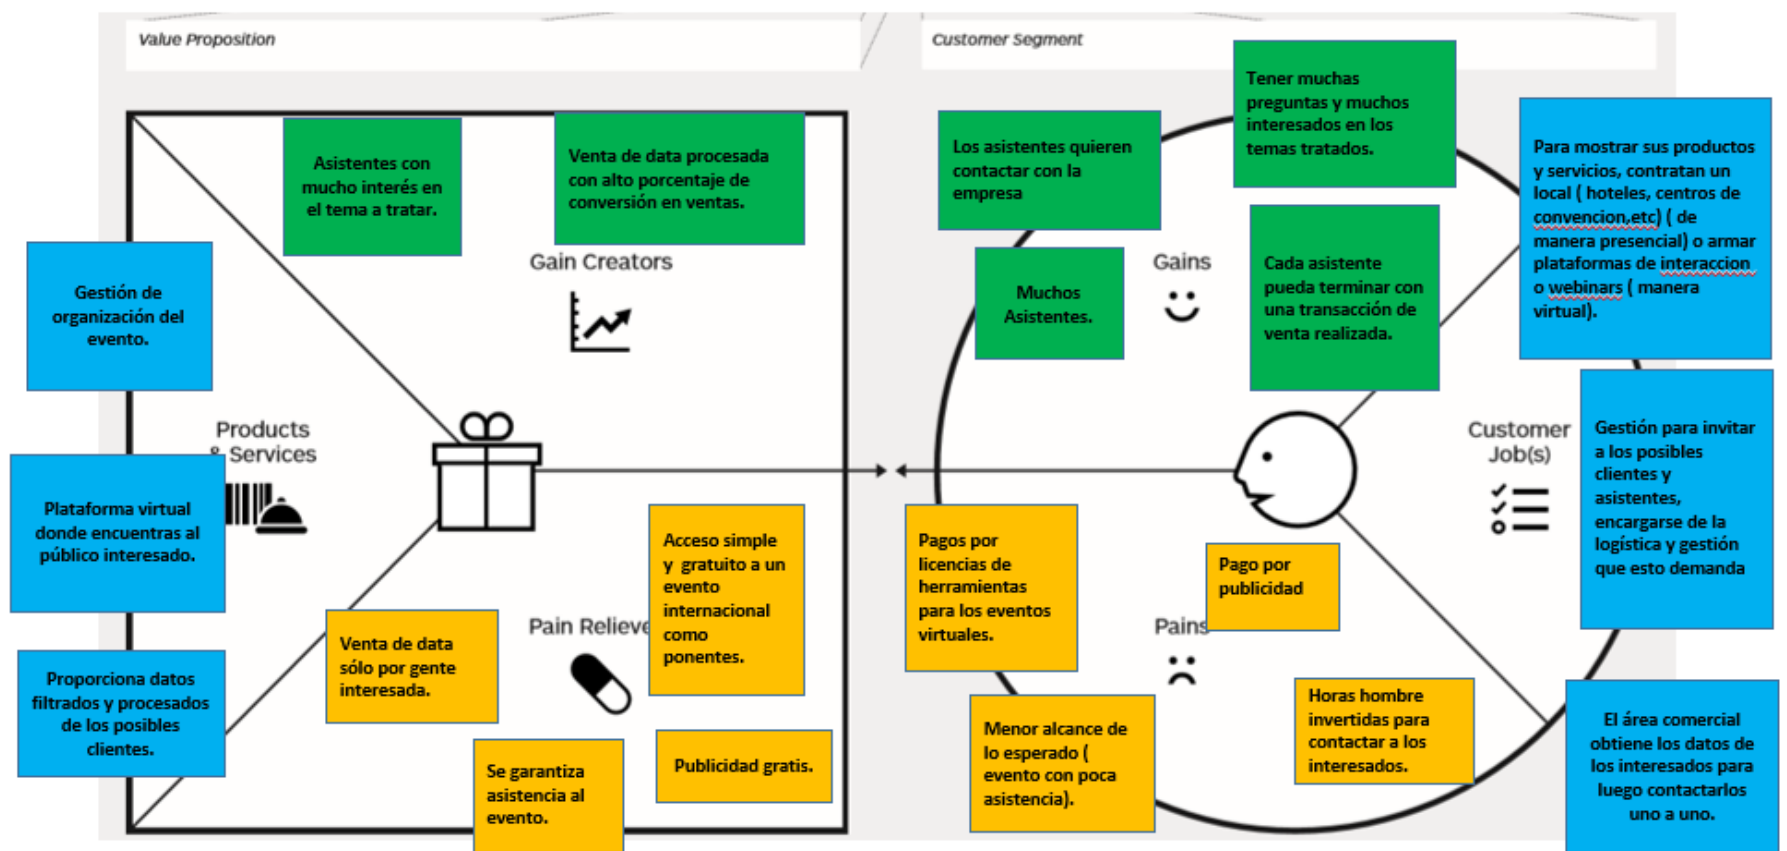 Value Proposition
Customer Segment
Asistentes con
mucho interés en
el tema a tratar.
Venta de data procesada
con alto porcentaje de
conversión en ventas.
Gain Creators
Gestión de
organización del
evento.
Products
& Services
Plataforma virtual
donde encuentras al
público interesado.
Proporciona datos
filtrados y procesados
de los posibles
clientes.
Acceso simple
y gratuito a un
evento
internacional
como
ponentes.
Pain Relieve
Venta de data
sólo por gente
interesada.
Se garantiza
asistencia al
evento.
Publicidad gratis.
Los asistentes quieren
contactar con la
empresa
Tener muchas
preguntas y muchos
interesados en los
temas tratados.
Muchos
Asistentes.
Gains
Cada asistente
pueda terminar con
una transacción de
venta realizada.
Para mostrar sus productos
y servicios, contratan un
local ( hoteles, centros de
convencion,etc) ( de
manera presencial) o armar
plataformas de interaccion
o webinars ( manera
virtual).
Customer
Job(s)
Gestión para invitar
a los posibles
clientes y
asistentes,
encargarse de la
logística y gestión
que esto demanda
El área comercial
obtiene los datos de
los interesados para
luego contactarlos
uno a uno.
Pagos por
licencias de
herramientas
para los eventos
virtuales.
Pago por
publicidad
Pains
Menor alcance de
lo esperado (
evento con poca
asistencia).
Horas hombre
invertidas para
contactar a los
interesados.